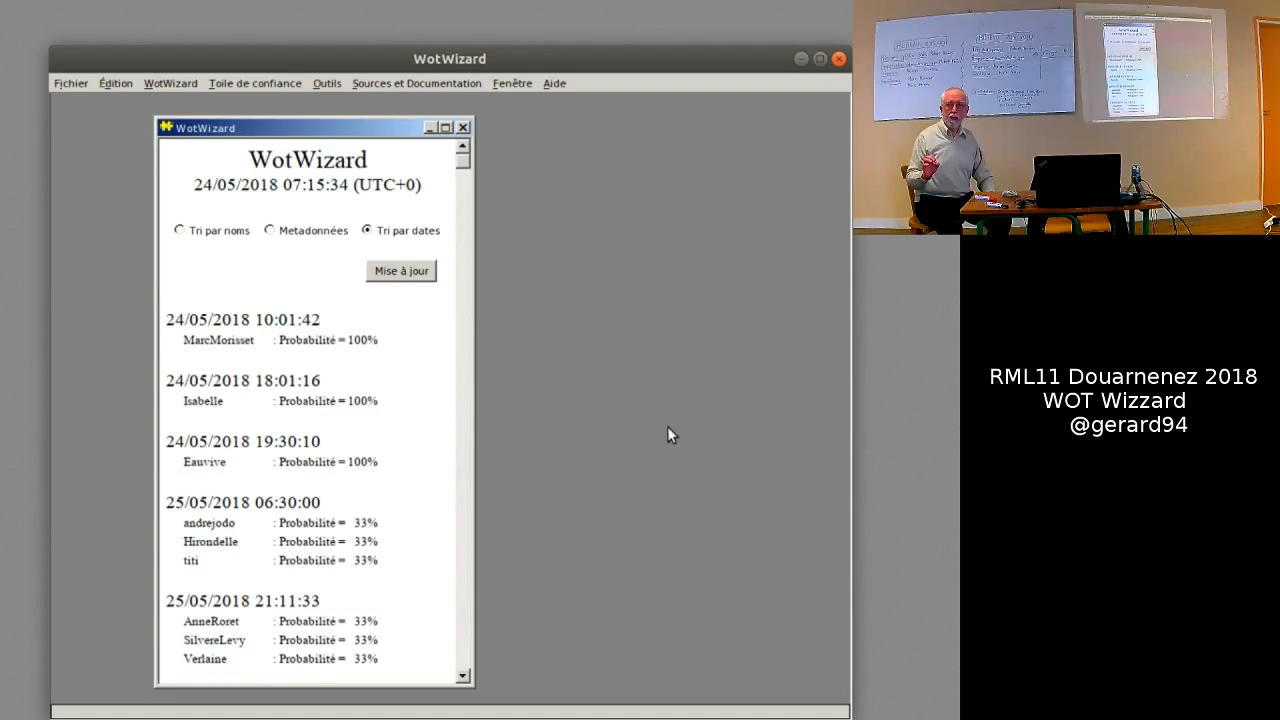 WotWizard
Fichier Édition WotWizard Toile de confiance Outils Sources et Documentation Fenêtre Aide
WotWizard
WotWizard
24/05/2018 07:15:34 (UTC+0)
Tri par noms Metadonnées Tri par dates
Mise à jour
24/05/2018 10:01:42
MarcMorisset : Probabilité = 100%
24/05/2018 18:01:16
Isabelle : Probabilité = 100%
24/05/2018 19:30:10
Eauvive : Probabilité = 100%
25/05/2018 06:30:00
andrejodo : Probabilité = 33%
Hirondelle : Probabilité = 33%
titi : Probabilité = 33%
25/05/2018 21:11:33
AnneRoret : Probabilité = 33%
SilvereLevy : Probabilité = 33%
Verlaine : Probabilité = 33%
RML11 Douarnenez 2018
WOT Wizzard
@gerard94